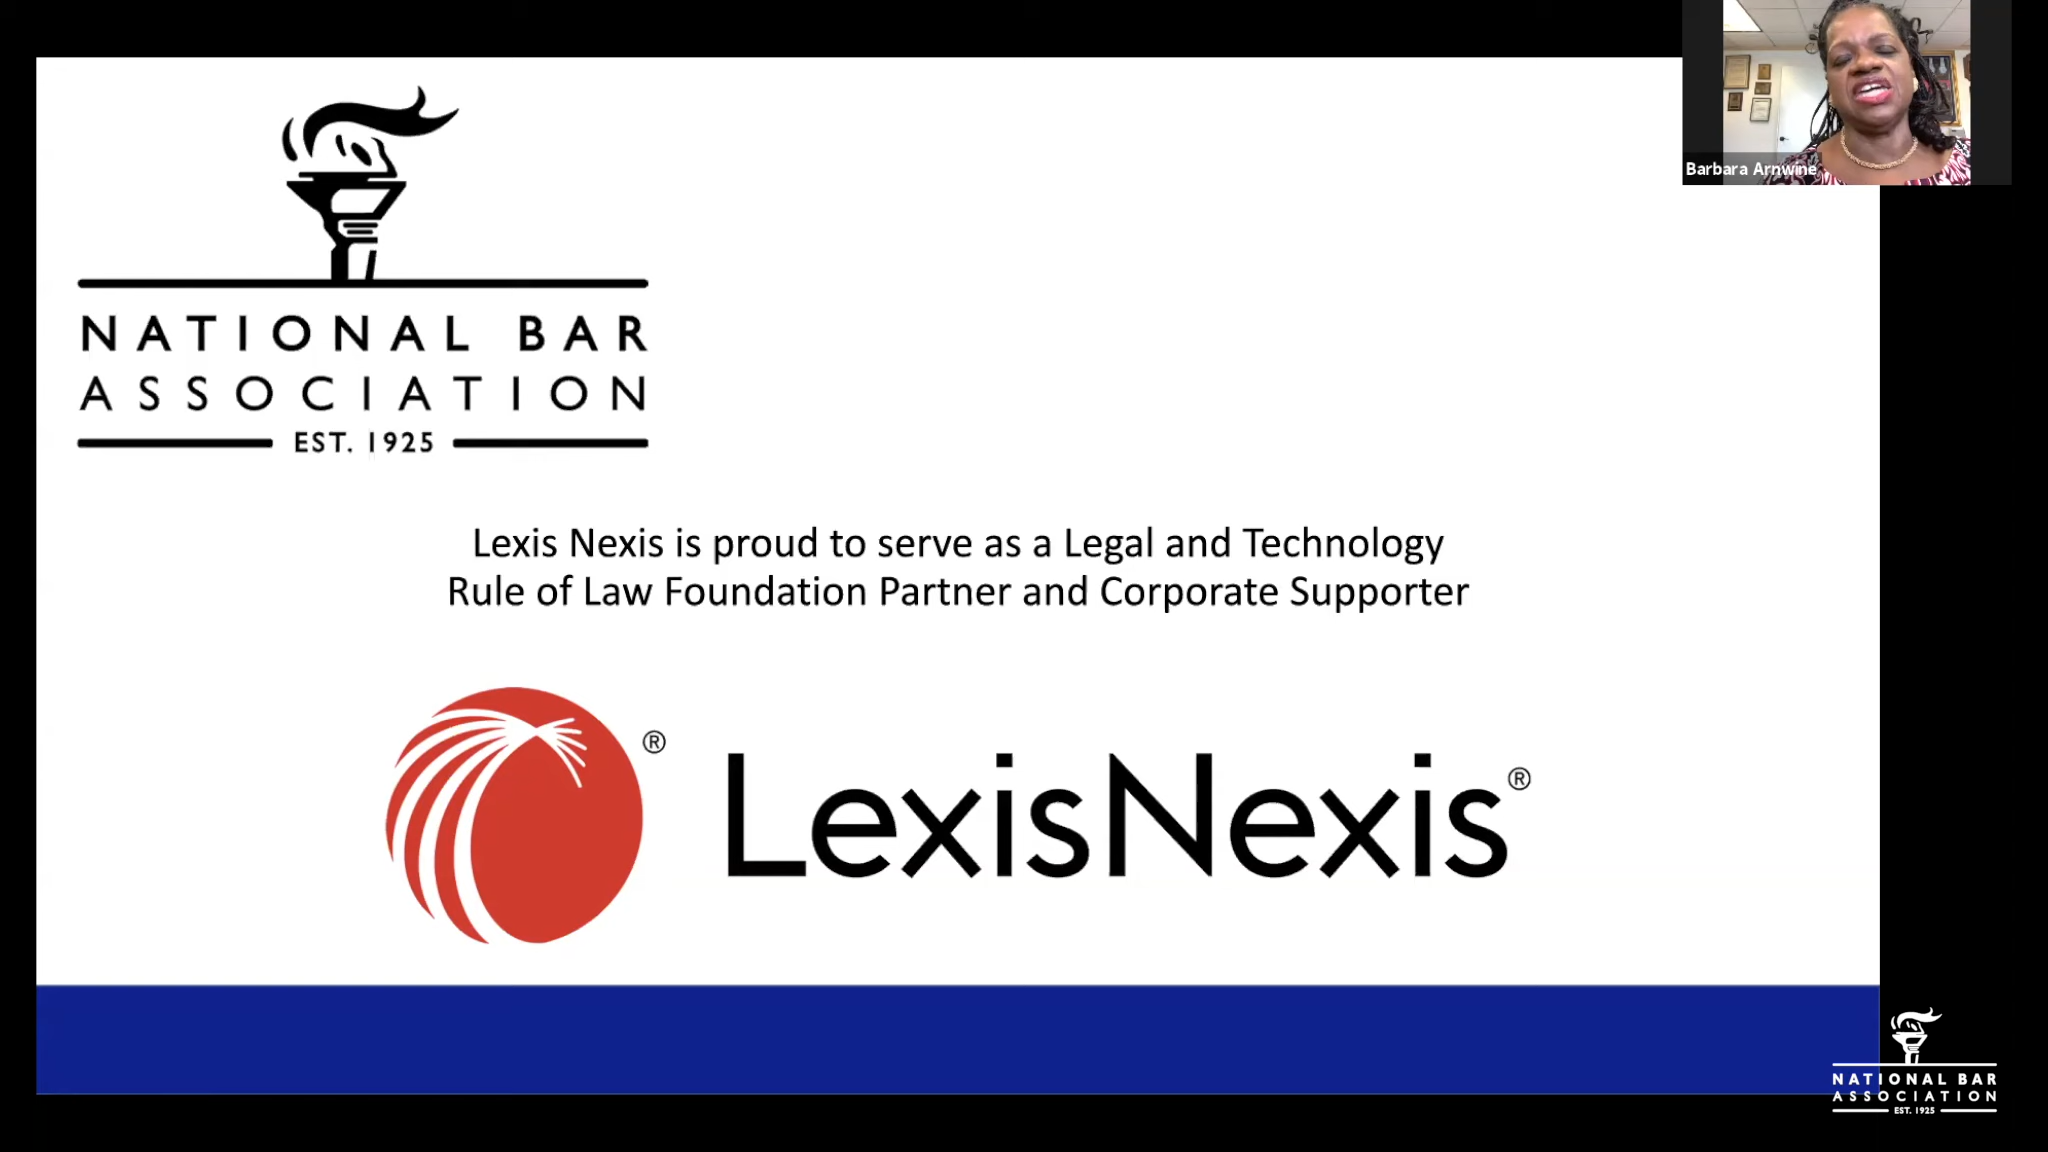 Barbara Arnwine
NATIONAL BAR
ASSOCIATION
EST. 1925
Lexis Nexis is proud to serve as a Legal and Technology
Rule of Law Foundation Partner and Corporate Supporter
®
LexisNexis®
NATIONAL BAR
ASSOCIATION
EST. 1925